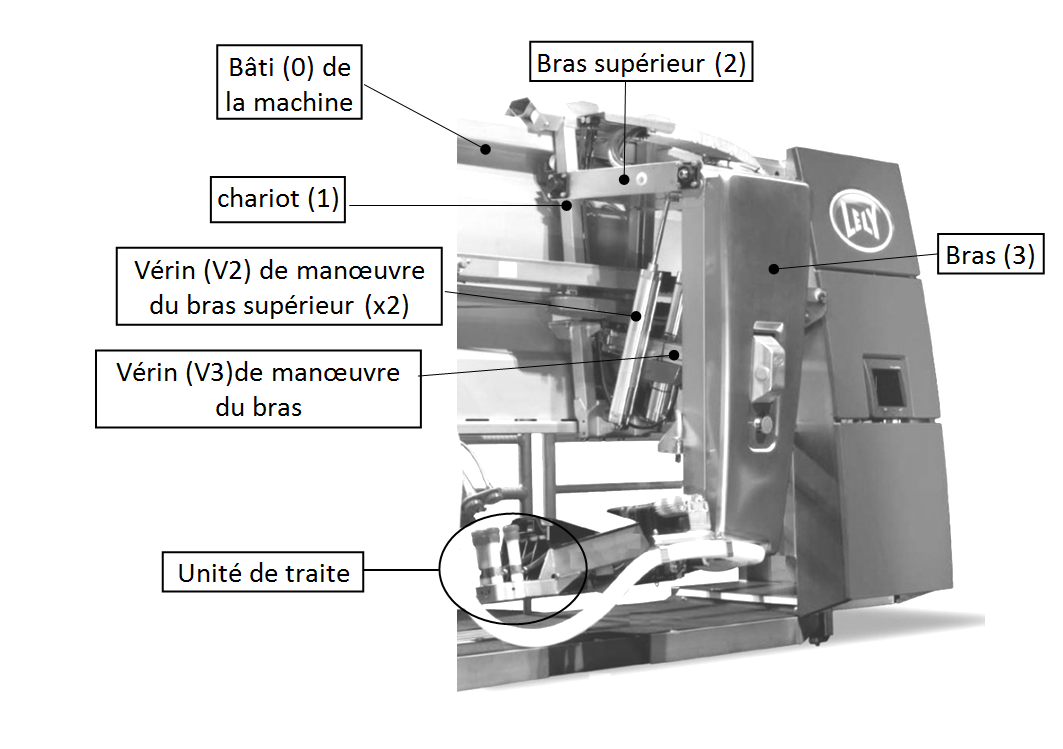 Bâti (0) de
la machine
Bras supérieur (2)
chariot (1)
LELY
Bras (3)
Vérin (V2) de manœuvre
du bras supérieur (x2)
Vérin (V3)de manœuvre
du bras
Unité de traite